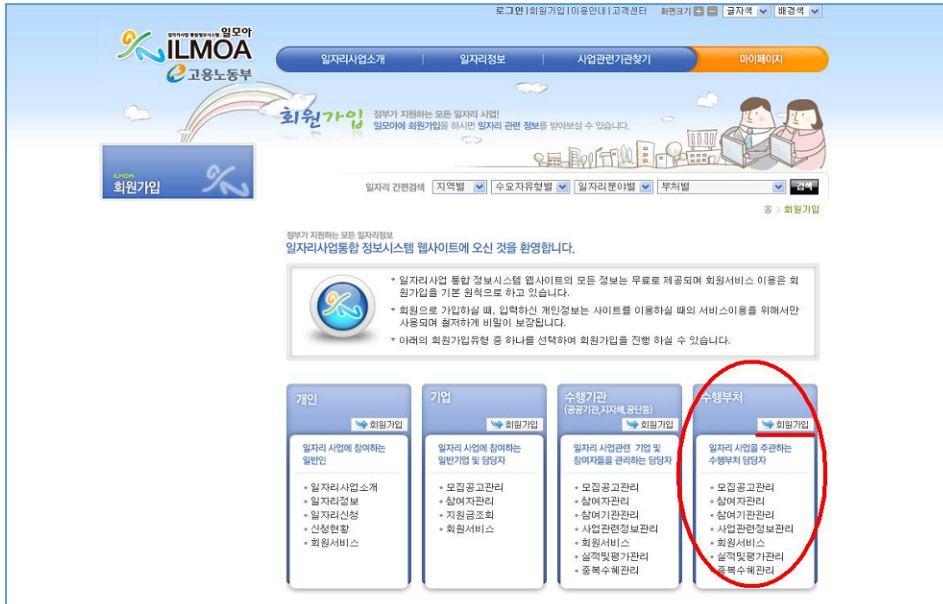 로그인 | 회원가입 | 이용안내 | 고객센터 화면크기 글자색 배경색
일모아
ILMOA
고용노동부
일자리사업소개 일자리정보 사업관련기관찾기 마이페이지
회원가입
정부가 지원하는 모든 일자리 사업!
일모아에 회원가입을 하시면 일자리 관련 정보를 받아보실 수 있습니다.
ILMOA
회원가입
일자리 간편검색 지역별 수요자유형별 일자리분야별 부처별 검색
홈 > 회원가입
정부가 지원하는 모든 일자리정보
일자리사업통합 정보시스템 웹사이트에 오신 것을 환영합니다.
* 일자리사업 통합 정보시스템 웹사이트의 모든 정보는 무료로 제공되며 회원서비스 이용은 회
원가입을 기본 원칙으로 하고 있습니다.
* 회원으로 가입하실 때, 입력하신 개인정보는 사이트를 이용하실 때의 서비스이용을 위해서만
사용되며 철저하게 비밀이 보장됩니다.
* 아래의 회원가입유형 중 하나를 선택하여 회원가입을 진행 하실 수 있습니다.
개인
회원가입
일자리 사업에 참여하는
일반인
일자리사업소개
일자리정보
일자리신청
신청현황
회원서비스
기업
회원가입
일자리 사업에 참여하는
일반기업 및 담당자
모집공고관리
참여자관리
지원금조회
회원서비스
수행기관
(공공기관,지자체,공단등)
회원가입
일자리 사업관련 기업 및
참여자들을 관리하는 담당자
모집공고관리
참여자관리
참여기관관리
사업관련정보관리
회원서비스
실적및평가관리
중복수혜관리
수행부처
회원가입
일자리 사업을 주관하는
수행부처 담당자
모집공고관리
참여자관리
참여기관관리
사업관련정보관리
회원서비스
실적및평가관리
중복수혜관리